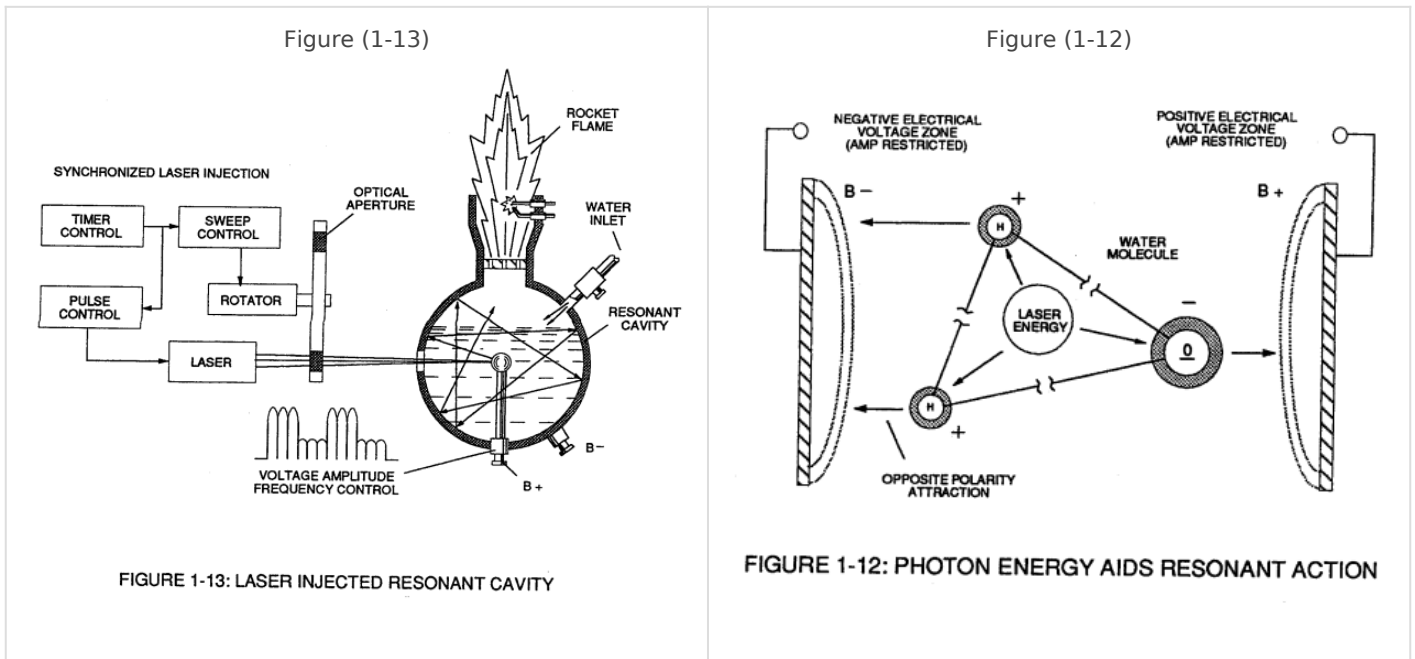 Figure (1-13)
ROCKET
FLAME
SYNCHRONIZED LASER INJECTION
OPTICAL
APERTURE
WATER
INLET
TIMER
CONTROL
SWEEP
CONTROL
ROTATOR
PULSE
CONTROL
RESONANT
CAVITY
LASER
B−
VOLTAGE AMPLITUDE
FREQUENCY CONTROL
B+
FIGURE 1-13: LASER INJECTED RESONANT CAVITY
Figure (1-12)
NEGATIVE ELECTRICAL
VOLTAGE ZONE
(AMP RESTRICTED)
POSITIVE ELECTRICAL
VOLTAGE ZONE
(AMP RESTRICTED)
B−
B+
+
H
WATER
MOLECULE
LASER
ENERGY
−
O
H
+
OPPOSITE POLARITY
ATTRACTION
FIGURE 1-12: PHOTON ENERGY AIDS RESONANT ACTION